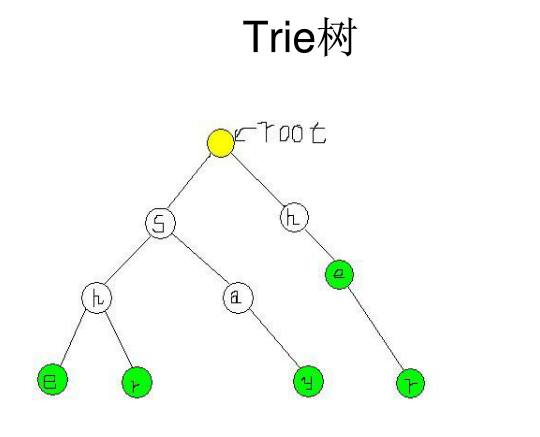 Trie树
root
s h
e
h a
e r y r